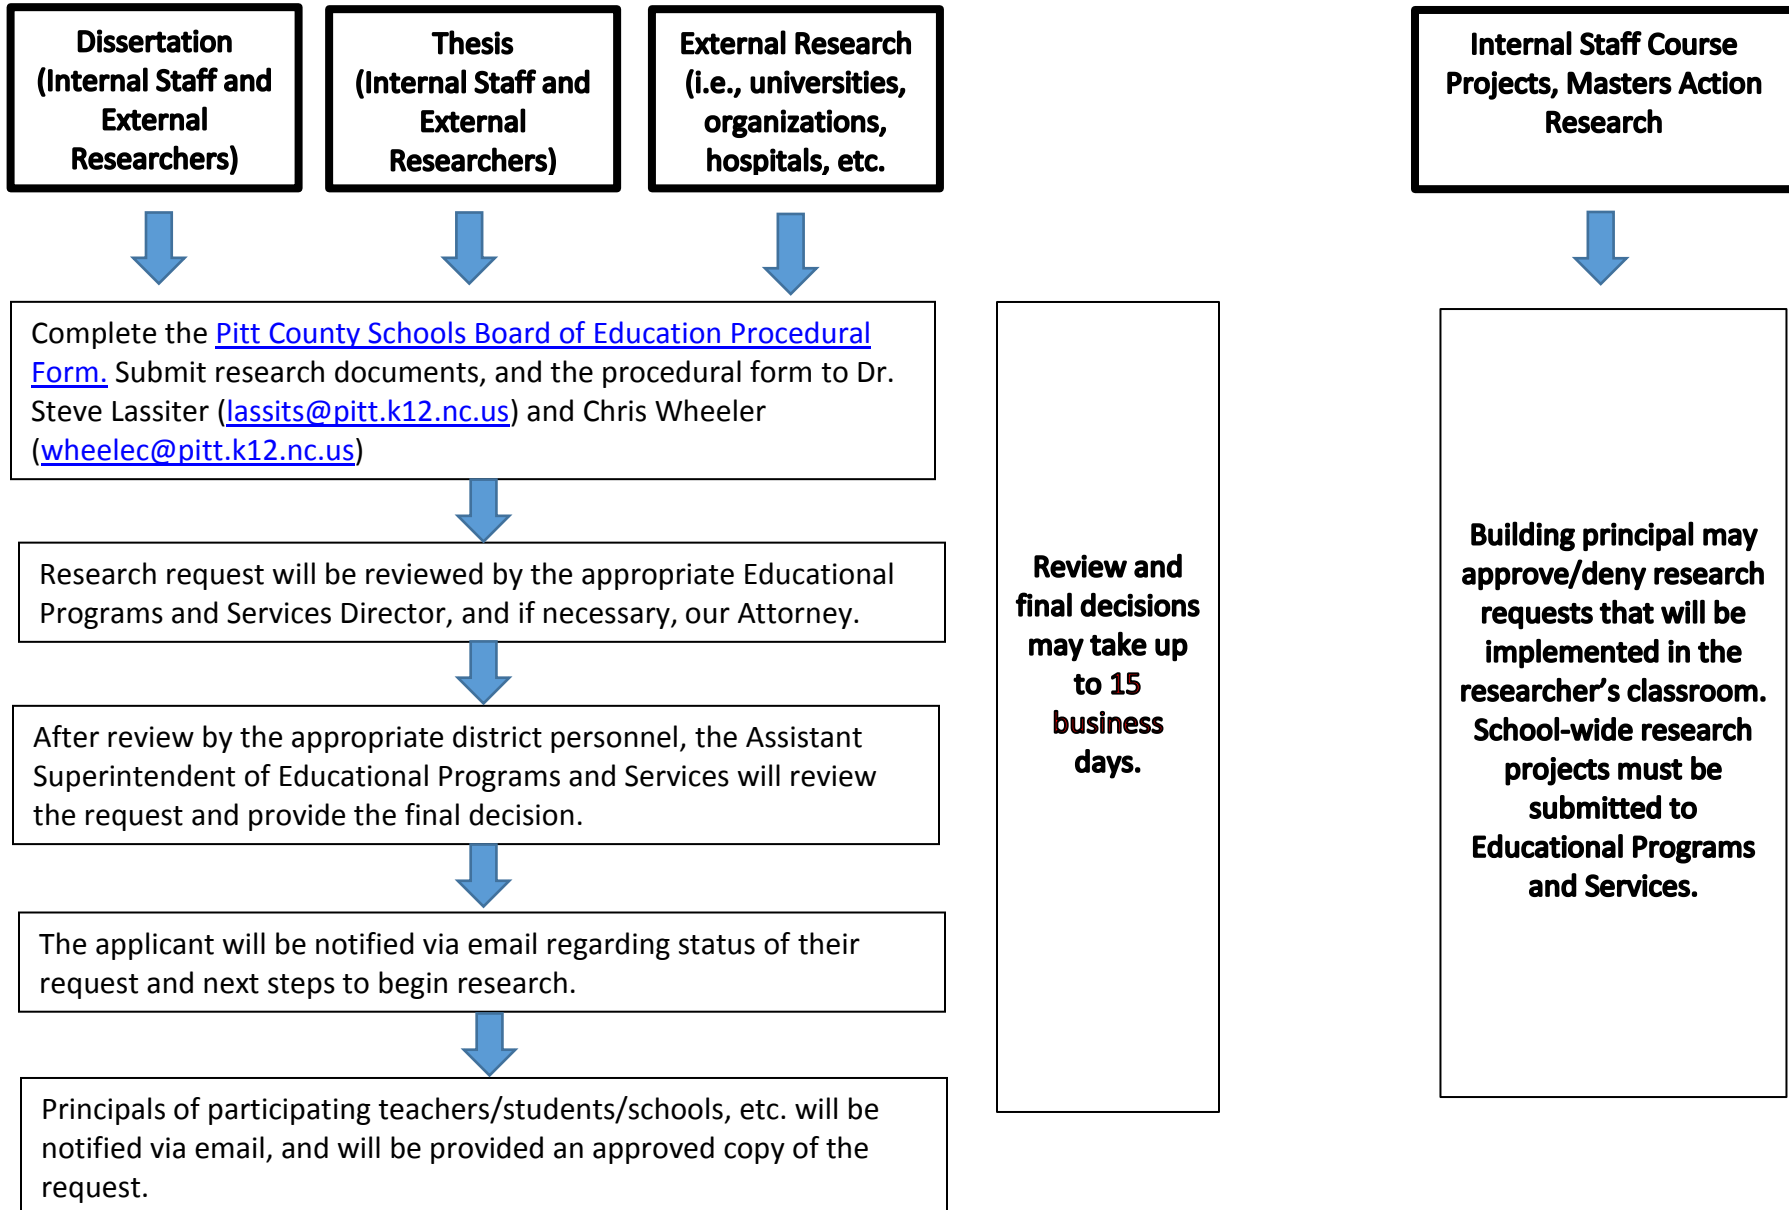 Dissertation
(Internal Staff and
External
Researchers)
Thesis
(Internal Staff and
External
Researchers)
External Research
(i.e., universities,
organizations,
hospitals, etc.
Internal Staff Course
Projects, Masters Action
Research
Complete the Pitt County Schools Board of Education Procedural
Form. Submit research documents, and the procedural form to Dr.
Steve Lassiter (lassits@pitt.k12.nc.us) and Chris Wheeler
(wheelec@pitt.k12.nc.us)
Research request will be reviewed by the appropriate Educational
Programs and Services Director, and if necessary, our Attorney.
After review by the appropriate district personnel, the Assistant
Superintendent of Educational Programs and Services will review
the request and provide the final decision.
The applicant will be notified via email regarding status of their
request and next steps to begin research.
Principals of participating teachers/students/schools, etc. will be
notified via email, and will be provided an approved copy of the
request.
Review and
final decisions
may take up
to 15
business
days.
Building principal may
approve/deny research
requests that will be
implemented in the
researcher’s classroom.
School-wide research
projects must be
submitted to
Educational Programs
and Services.